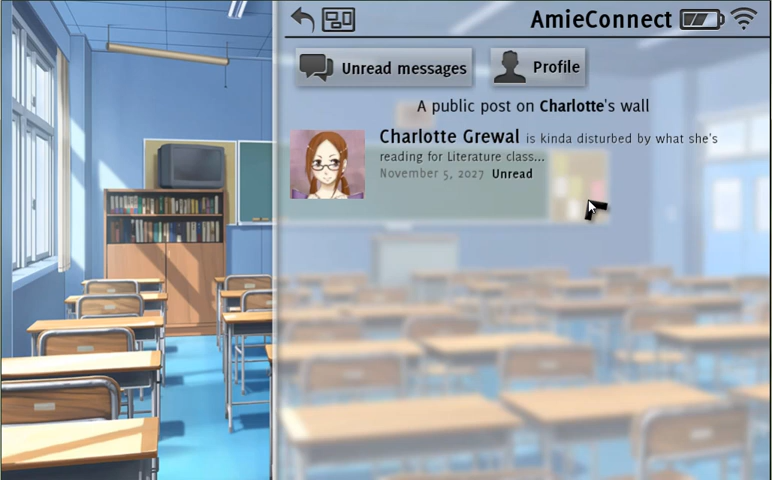 AmieConnect
Unread messages
Profile
A public post on Charlotte's wall
Charlotte Grewal is kinda disturbed by what she's
reading for Literature class...
November 5, 2027 Unread